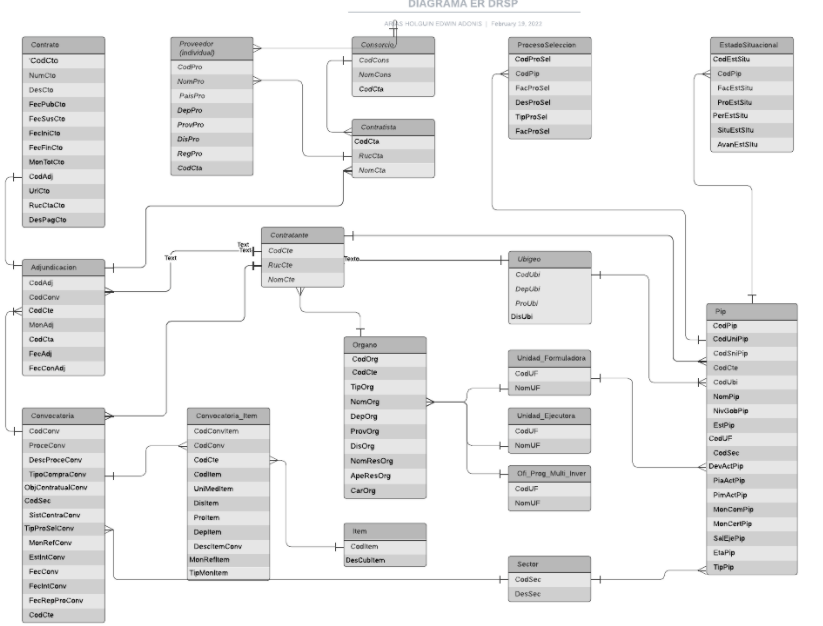 DIAGRAMA ER DRSP
ARIAS HOLGUIN EDWIN ADONIS | February 18, 2022
Contrato
'CodCto
NumCto
DesCto
FecPubCto
FecSusCto
FecIniCto
FecFinCto
MonTotCto
CodAdj
UrlCto
RucCtaCto
DesPagCto
Proveedor
(individual)
CodPro
NomPro
PaisPro
DepPro
ProvPro
DisPro
RegPro
CodCta
Consorcio
CodCons
NomCons
CodCta
Contratista
CodCta
RucCta
NomCta
ProcesoSeleccion
CodProSel
CodPip
FacProSel
DesProSel
TipProSel
FacProSel
EstadoSituacional
CodEstSitu
CodPip
FacEstSitu
ProEstSitu
PerEstSitu
SituEstSitu
AvanEstSitu
Adjundicacion
CodAdj
CodConv
CodCte
MonAdj
CodCta
FecAdj
FecConAdj
Text
Text
Text
Contratante
CodCte
RucCte
NomCte
Texto
Ubigeo
CodUbi
DepUbi
ProUbi
DisUbi
Organo
CodOrg
CodCte
TipOrg
NomOrg
DepOrg
ProvOrg
DisOrg
NomResOrg
ApeResOrg
CarOrg
Unidad_Formuladora
CodUF
NomUF
Unidad_Ejecutora
CodUF
NomUF
Ofi_Prog_Multi_Inver
CodUF
NomUF
Pip
CodPip
CodUniPip
CodSniPip
CodCte
CodUbi
NomPip
NivGobPip
EstPip
CodUF
CodSec
DevActPip
PiaActPip
PimActPip
MonComPip
MonCertPip
SalEjePip
EtaPip
TipPip
Convocatoria
CodConv
ProceConv
DescProceConv
TipoCompraConv
ObjContratualConv
CodSec
SistContraConv
TipProSelConv
MonRefConv
EstIntConv
FecConv
FecIntConv
FecRepProConv
CodCte
Convocatoria_Item
CodConvItem
CodConv
CodCte
CodItem
UniMedItem
DisItem
ProItem
DepItem
DescItemConv
MonRefItem
TipMonItem
Item
CodItem
DesCubItem
Sector
CodSec
DesSec